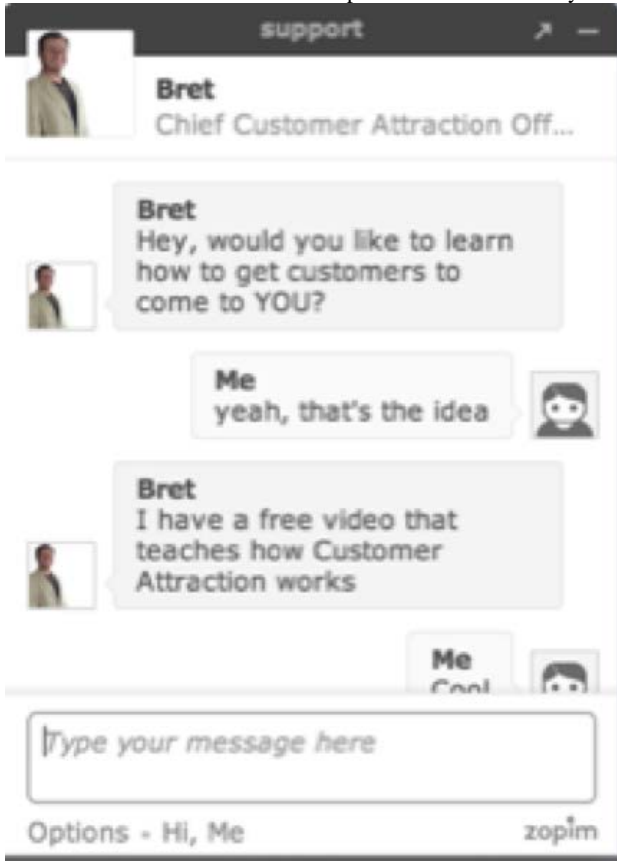 support
Bret
Chief Customer Attraction Off...
Bret
Hey, would you like to learn
how to get customers to
come to YOU?
Me
yeah, that's the idea
Bret
I have a free video that
teaches how Customer
Attraction works
Me
Cool
Type your message here
Options - Hi, Me
zopim